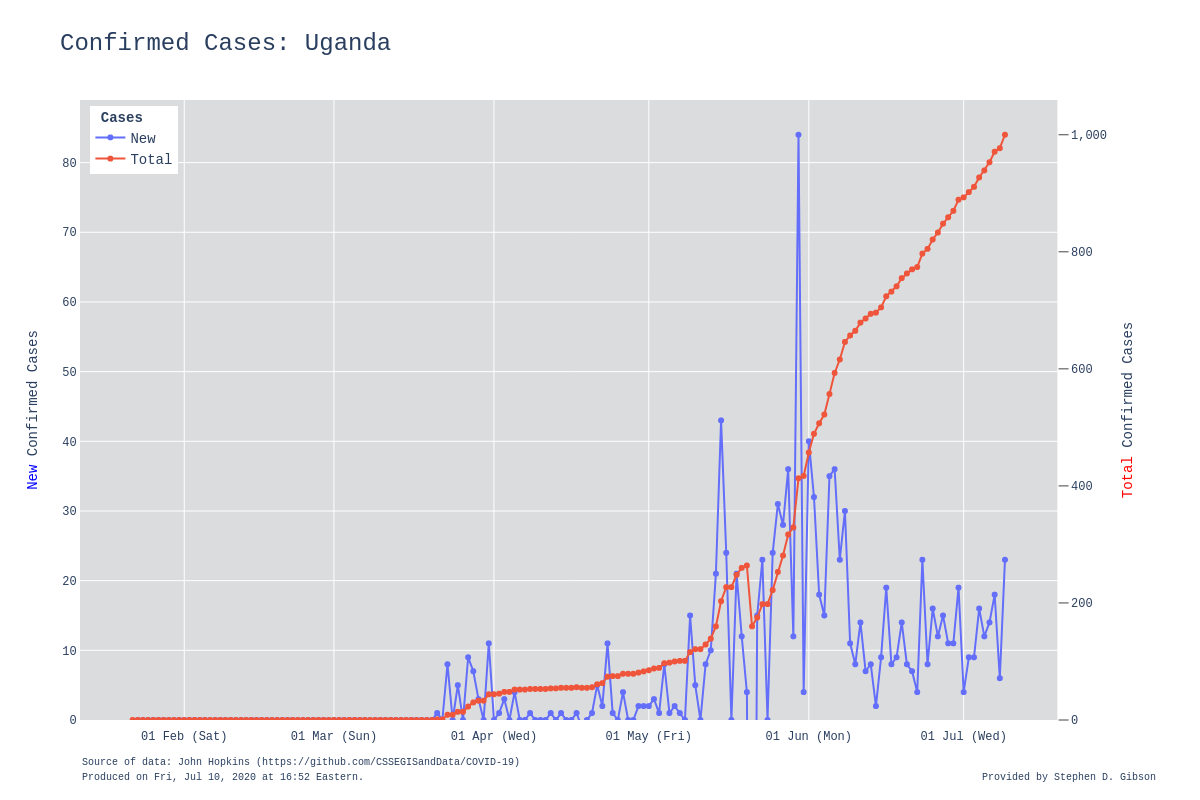 Confirmed Cases: Uganda
Cases
New
Total
80
70
60
50
40
30
20
10
0
New Confirmed Cases
1,000
800
600
400
200
0
Total Confirmed Cases
01 Feb (Sat)
01 Mar (Sun)
01 Apr (Wed)
01 May (Fri)
01 Jun (Mon)
01 Jul (Wed)
Source of data: John Hopkins (https://github.com/CSSEGISandData/COVID-19)
Produced on Fri, Jul 10, 2020 at 16:52 Eastern.
Provided by Stephen D. Gibson